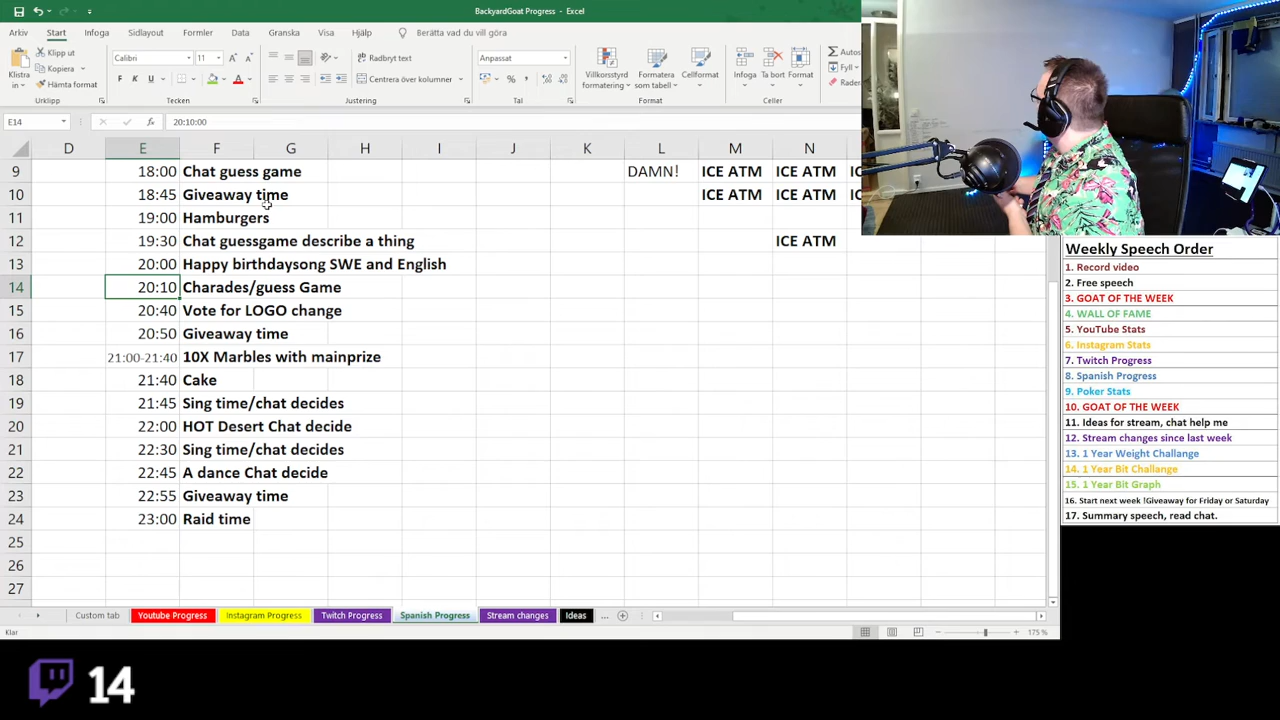 BackyardGoat Progress - Excel
Arkiv Start Infoga Sidlayout Formler Data Granska Visa Hjälp Berätta vad du vill göra
Klistra in
Klipp ut
Kopiera
Hämta format
Urklipp
Calibri 11
F K U
Tecken
Radbryt text
Centrera över kolumner
Justering
Anpassat
Tal
Villkorsstyrd formatering
Formatera som tabell
Cellformat
Format
Infoga Ta bort Format
Celler
Autos
Fyll
Rader
E14 fx 20:10:00
D E F G H I J K L M N
9 18:00 Chat guess game DAMN! ICE ATM ICE ATM IC
10 18:45 Giveaway time ICE ATM ICE ATM IC
11 19:00 Hamburgers
12 19:30 Chat guessgame describe a thing ICE ATM
13 20:00 Happy birthdaysong SWE and English
14 20:10 Charades/guess Game
15 20:40 Vote for LOGO change
16 20:50 Giveaway time
17 21:00-21:40 10X Marbles with mainprize
18 21:40 Cake
19 21:45 Sing time/chat decides
20 22:00 HOT Desert Chat decide
21 22:30 Sing time/chat decides
22 22:45 A dance Chat decide
23 22:55 Giveaway time
24 23:00 Raid time
25
26
27
Custom tab Youtube Progress Instagram Progress Twitch Progress Spanish Progress Stream changes Ideas ...
Klar 175 %
Weekly Speech Order
1. Record video
2. Free speech
3. GOAT OF THE WEEK
4. WALL OF FAME
5. YouTube Stats
6. Instagram Stats
7. Twitch Progress
8. Spanish Progress
9. Poker Stats
10. GOAT OF THE WEEK
11. Ideas for stream, chat help me
12. Stream changes since last week
13. 1 Year Weight Challange
14. 1 Year Bit Challange
15. 1 Year Bit Graph
16. Start next week !Giveaway for Friday or Saturday
17. Summary speech, read chat.
14